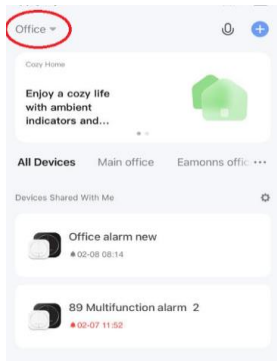 Office
Cozy Home
Enjoy a cozy life
with ambient
indicators and...
All Devices Main office Eamonns offic
Devices Shared With Me
Office alarm new
02-08 08:14
89 Multifunction alarm 2
02-07 11:52